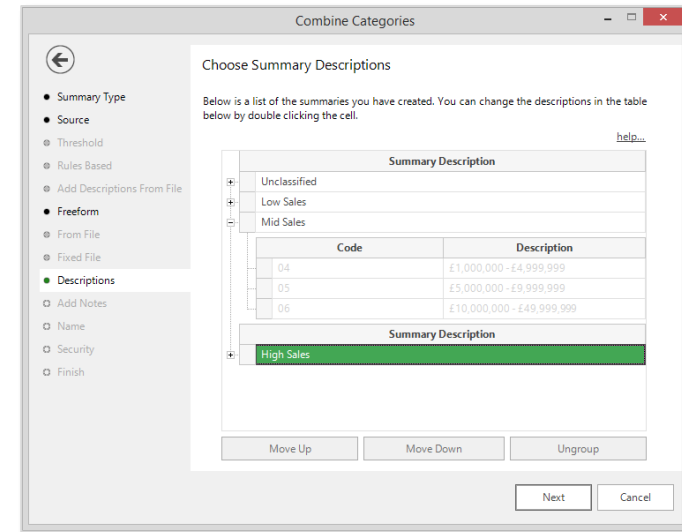 Combine Categories
Choose Summary Descriptions
Summary Type
Source
Threshold
Rules Based
Add Descriptions From File
Freeform
From File
Fixed File
Descriptions
Add Notes
Name
Security
Finish
Below is a list of the summaries you have created. You can change the descriptions in the table
below by double clicking the cell.
help...
Summary Description
Unclassified
Low Sales
Mid Sales
Code Description
04 £1,000,000 - £4,999,999
05 £5,000,000 - £9,999,999
06 £10,000,000 - £49,999,999
Summary Description
High Sales
Move Up Move Down Ungroup
Next Cancel